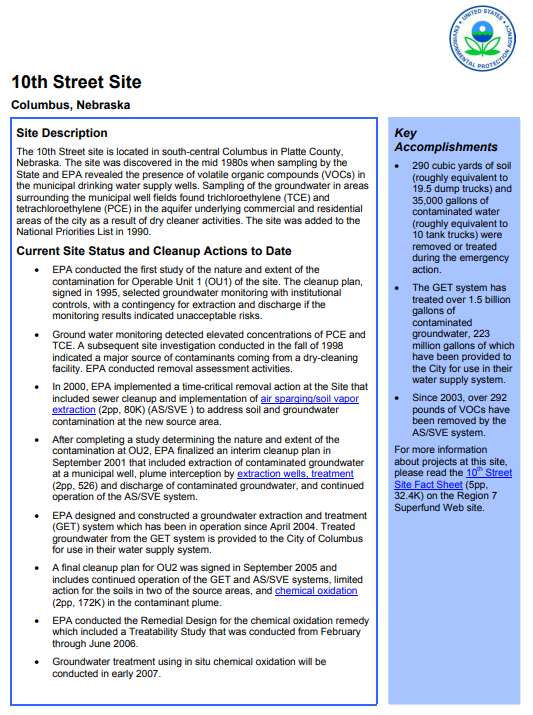 UNITED STATES
ENVIRONMENTAL PROTECTION AGENCY
10th Street Site
Columbus, Nebraska
Site Description
The 10th Street site is located in south-central Columbus in Platte County,
Nebraska. The site was discovered in the mid 1980s when sampling by the
State and EPA revealed the presence of volatile organic compounds (VOCs) in
the municipal drinking water supply wells. Sampling of the groundwater in areas
surrounding the municipal well fields found trichloroethylene (TCE) and
tetrachloroethylene (PCE) in the aquifer underlying commercial and residential
areas of the city as a result of dry cleaner activities. The site was added to the
National Priorities List in 1990.
Current Site Status and Cleanup Actions to Date
• EPA conducted the first study of the nature and extent of the
contamination for Operable Unit 1 (OU1) of the site. The cleanup plan,
signed in 1995, selected groundwater monitoring with institutional
controls, with a contingency for extraction and discharge if the
monitoring results indicated unacceptable risks.
• Ground water monitoring detected elevated concentrations of PCE and
TCE. A subsequent site investigation conducted in the fall of 1998
indicated a major source of contaminants coming from a dry-cleaning
facility. EPA conducted removal assessment activities.
• In 2000, EPA implemented a time-critical removal action at the Site that
included sewer cleanup and implementation of air sparging/soil vapor
extraction (2pp, 80K) (AS/SVE ) to address soil and groundwater
contamination at the new source area.
• After completing a study determining the nature and extent of the
contamination at OU2, EPA finalized an interim cleanup plan in
September 2001 that included extraction of contaminated groundwater
at a municipal well, plume interception by extraction wells, treatment
(2pp, 526) and discharge of contaminated groundwater, and continued
operation of the AS/SVE system.
• EPA designed and constructed a groundwater extraction and treatment
(GET) system which has been in operation since April 2004. Treated
groundwater from the GET system is provided to the City of Columbus
for use in their water supply system.
• A final cleanup plan for OU2 was signed in September 2005 and
includes continued operation of the GET and AS/SVE systems, limited
action for the soils in two of the source areas, and chemical oxidation
(2pp, 172K) in the contaminant plume.
• EPA conducted the Remedial Design for the chemical oxidation remedy
which included a Treatability Study that was conducted from February
through June 2006.
• Groundwater treatment using in situ chemical oxidation will be
conducted in early 2007.
Key
Accomplishments
• 290 cubic yards of soil
(roughly equivalent to
19.5 dump trucks) and
35,000 gallons of
contaminated water
(roughly equivalent to
10 tank trucks) were
removed or treated
during the emergency
action.
• The GET system has
treated over 1.5 billion
gallons of
contaminated
groundwater, 223
million gallons of which
have been provided to
the City for use in their
water supply system.
• Since 2003, over 292
pounds of VOCs have
been removed by the
AS/SVE system.
For more information
about projects at this site,
please read the 10th Street
Site Fact Sheet (5pp,
32.4K) on the Region 7
Superfund Web site.